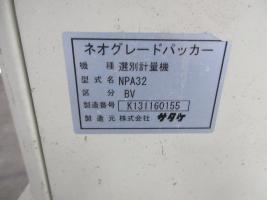 ネオグレードパッカー
機 種 選別計量機
型式名 NPA32
区 分 BV
製造番号 K131160155
製造元 株式会社 サタケ